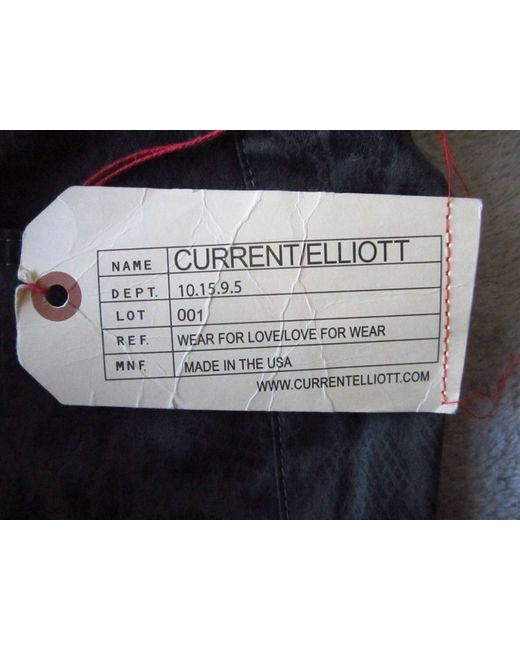 NAME CURRENT/ELLIOTT
DEPT. 10.15.9.5
LOT 001
REF. WEAR FOR LOVE/LOVE FOR WEAR
MNF. MADE IN THE USA
WWW.CURRENTELLIOTT.COM